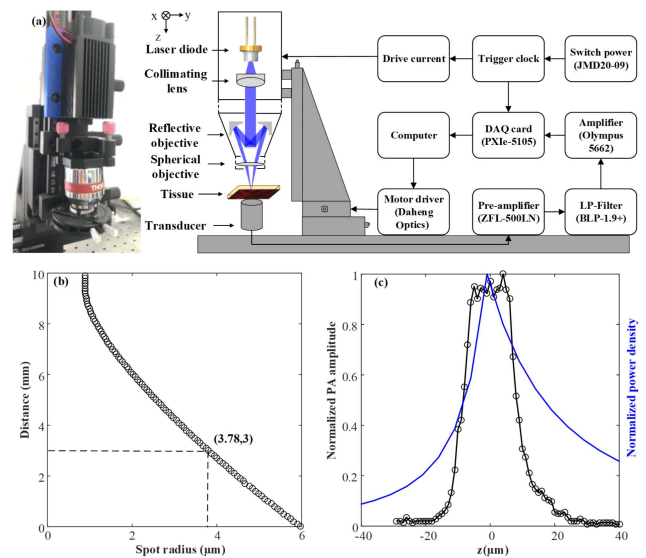 (a)
x y
z
Laser diode
Collimating
lens
Reflective
objective
Spherical
objective
Tissue
Transducer
Drive current
Trigger clock
Switch power
(JMD20-09)
Computer
DAQ card
(PXIe-5105)
Amplifier
(Olympus
5662)
Motor driver
(Daheng
Optics)
Pre-amplifier
(ZFL-500LN)
LP-Filter
(BLP-1.9+)
THOR
(b)
10
8
6
4
2
0
Distance (mm)
(3.78,3)
0 2 4 6
Spot radius (μm)
(c)
1
0.8
0.6
0.4
0.2
0
Normalized PA amplitude
Normalized power density
-40 -20 0 20 40
z(μm)